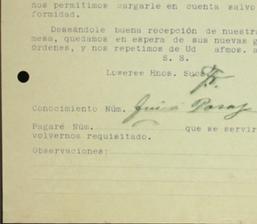 nos permitimos cargarle en cuenta salvo
formidad.
Deseándole buena recepción de nuestra
mesa, quedamos en espera de sus nuevas g
órdenes, y nos repetimos de Ud afmos. a
S. S.
Loweree Hnos. Sucs
Conocimiento Núm.
Pagaré Núm. que se servir
volvernos requisitado.
Observaciones: